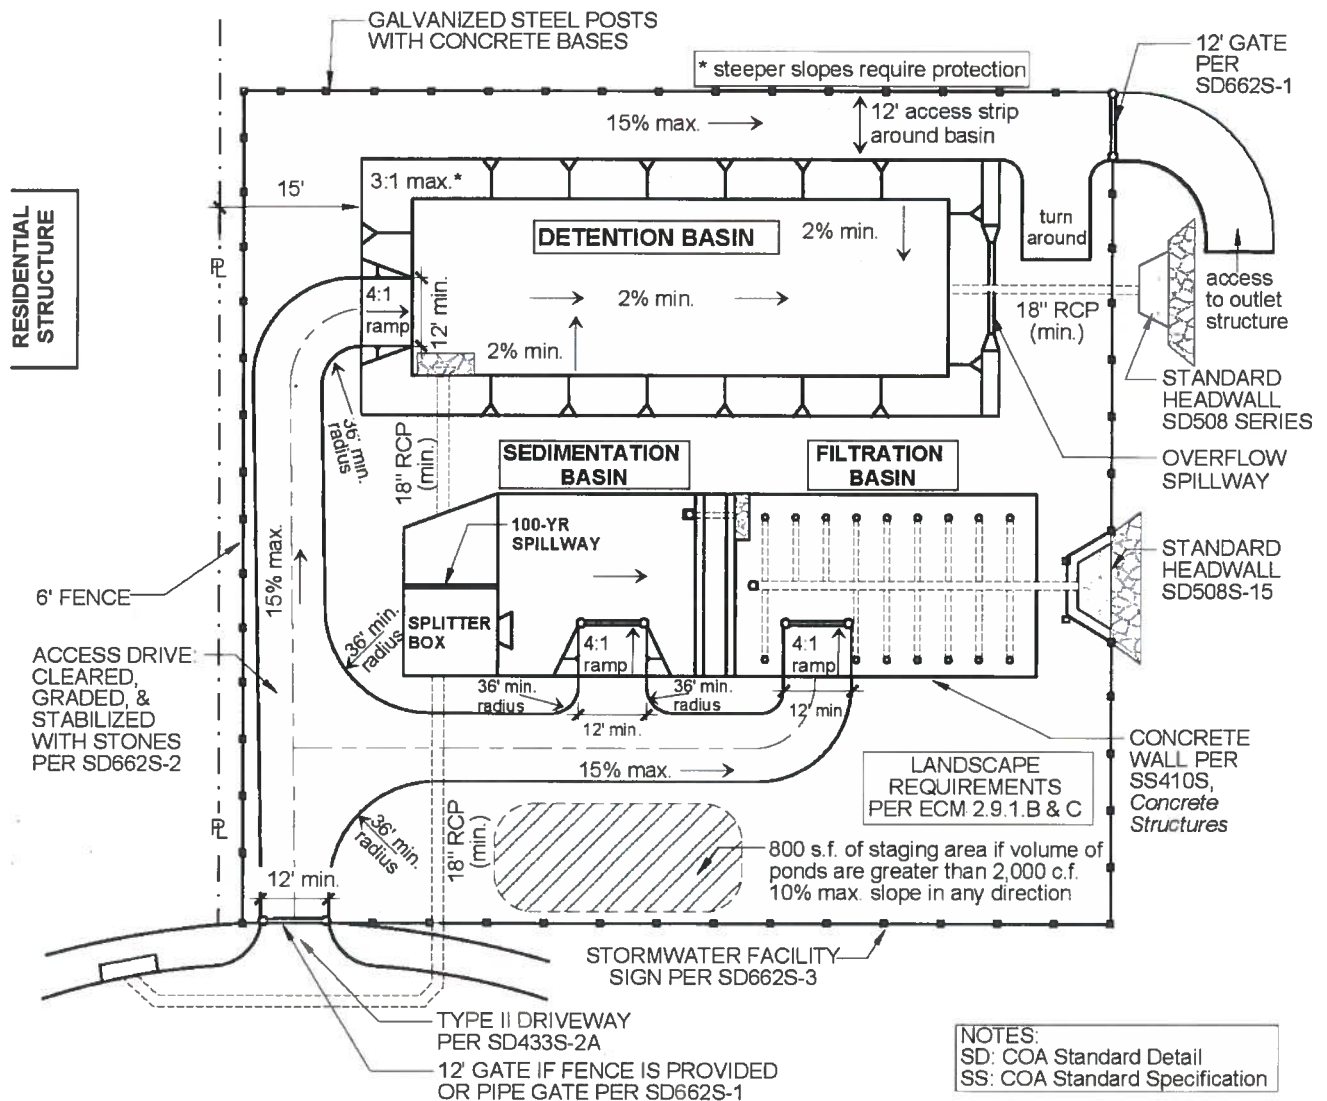 GALVANIZED STEEL POSTS
WITH CONCRETE BASES
* steeper slopes require protection
12' GATE
PER
SD662S-1
15% max.
12' access strip
around basin
15'
3:1 max.*
RESIDENTIAL
STRUCTURE
DETENTION BASIN
2% min.
turn
around
PL
4:1
ramp
12' min.
2% min.
2% min.
18" RCP
(min.)
access
to outlet
structure
36' min.
radius
18" RCP
(min.)
STANDARD
HEADWALL
SD508 SERIES
SEDIMENTATION
BASIN
FILTRATION
BASIN
OVERFLOW
SPILLWAY
100-YR
SPILLWAY
15% max.
STANDARD
HEADWALL
SD508S-15
6' FENCE
SPLITTER
BOX
36' min.
radius
4:1
ramp
4:1
ramp
ACCESS DRIVE:
CLEARED,
GRADED, &
STABILIZED
WITH STONES
PER SD662S-2
36' min.
radius
36' min.
radius
12' min.
12' min.
CONCRETE
WALL PER
SS410S,
Concrete
Structures
15% max.
LANDSCAPE
REQUIREMENTS
PER ECM 2.9.1.B & C
PL
36' min.
radius
18" RCP
(min.)
800 s.f. of staging area if volume of
ponds are greater than 2,000 c.f.
10% max. slope in any direction
12' min.
STORMWATER FACILITY
SIGN PER SD662S-3
TYPE II DRIVEWAY
PER SD433S-2A
12' GATE IF FENCE IS PROVIDED
OR PIPE GATE PER SD662S-1
NOTES:
SD: COA Standard Detail
SS: COA Standard Specification